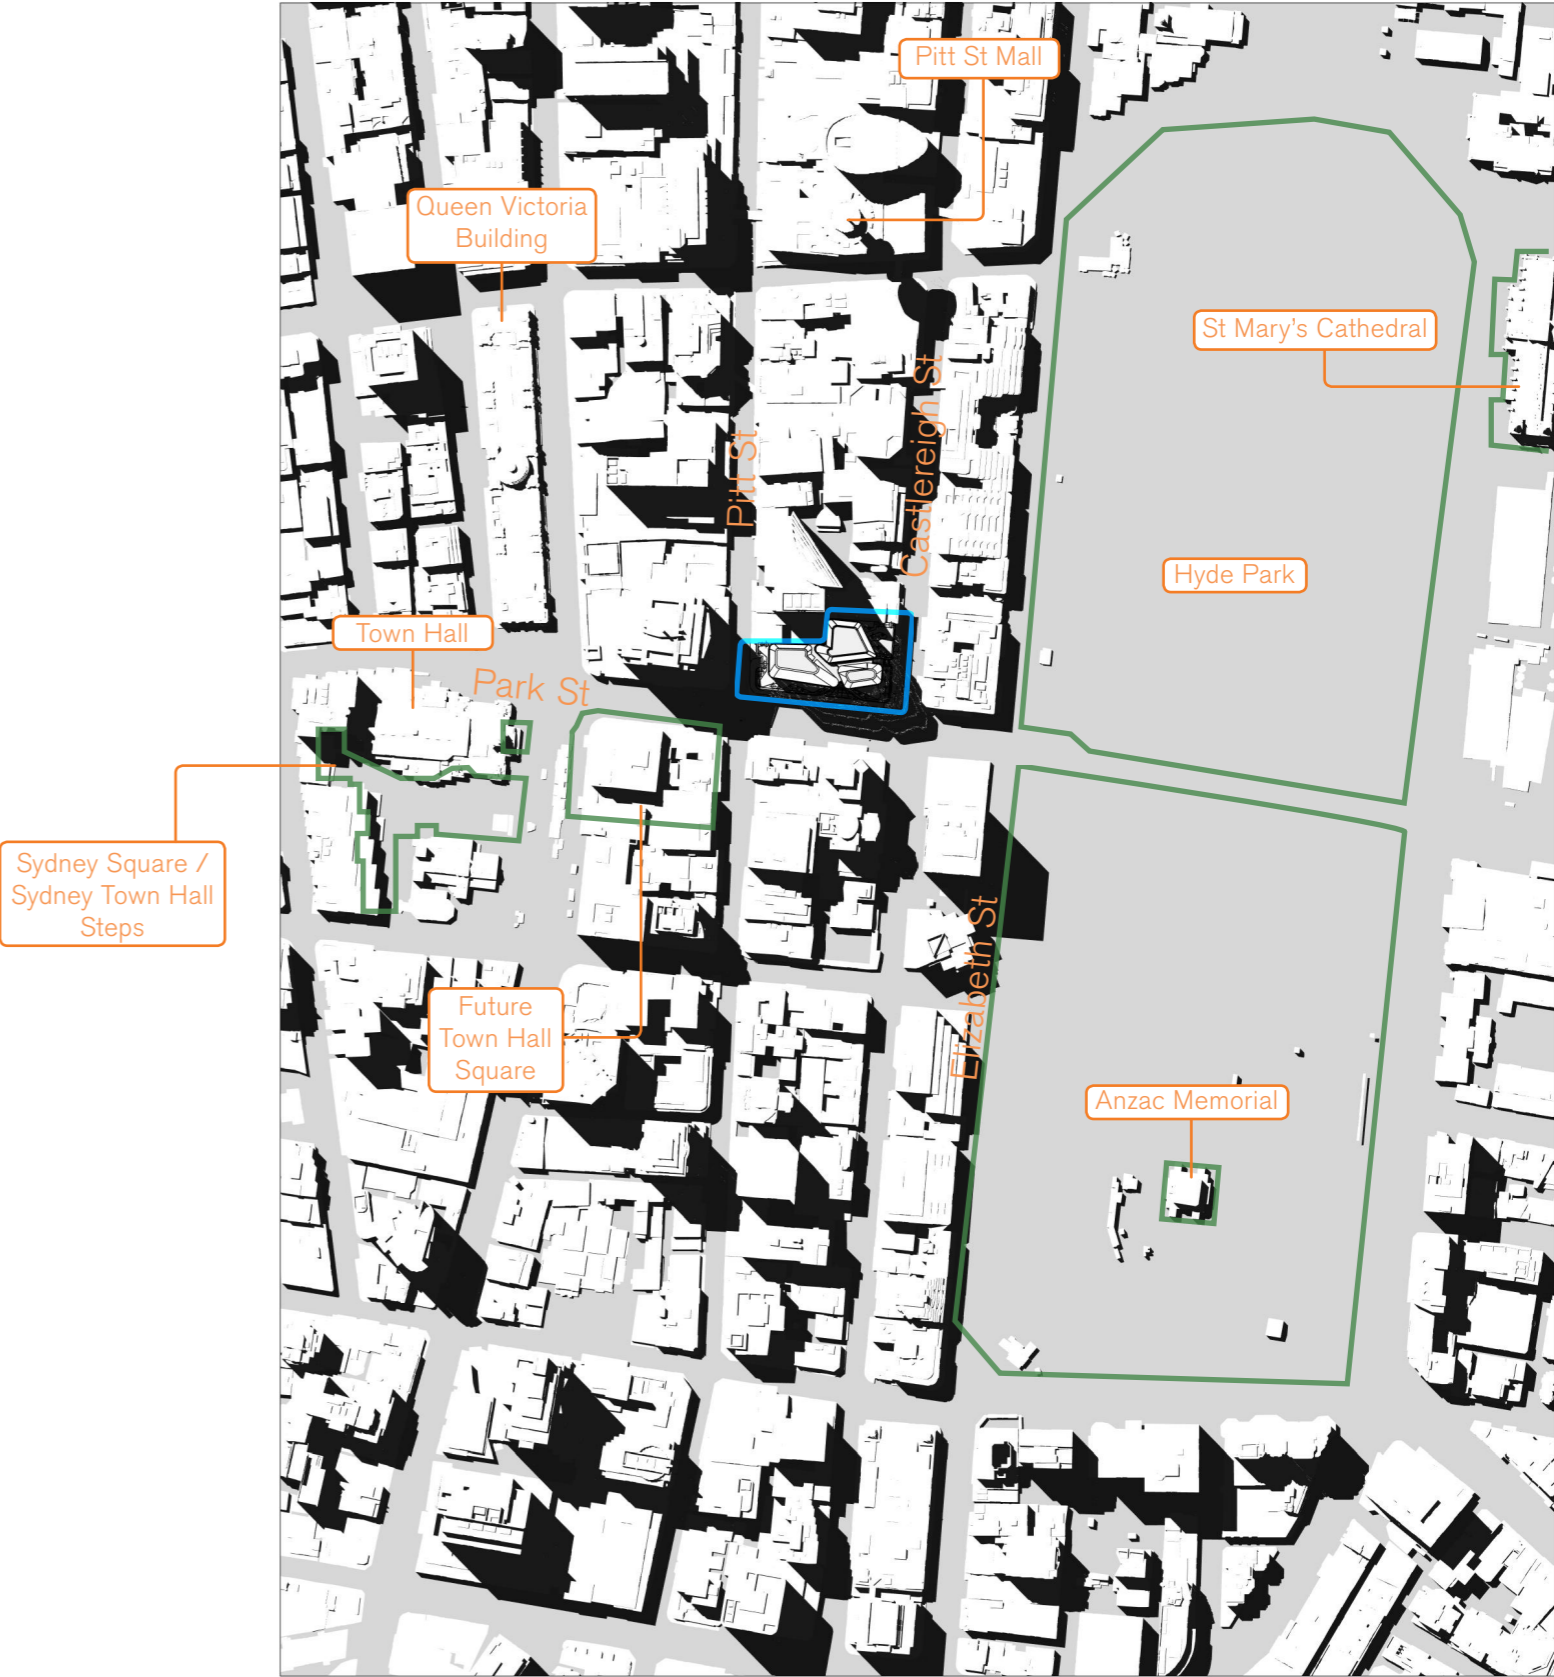 Pitt St Mall
Queen Victoria
Building
St Mary's Cathedral
Castlereigh St
Pitt St
Hyde Park
Town Hall
Park St
Sydney Square /
Sydney Town Hall
Steps
Elizabeth St
Future
Town Hall
Square
Anzac Memorial